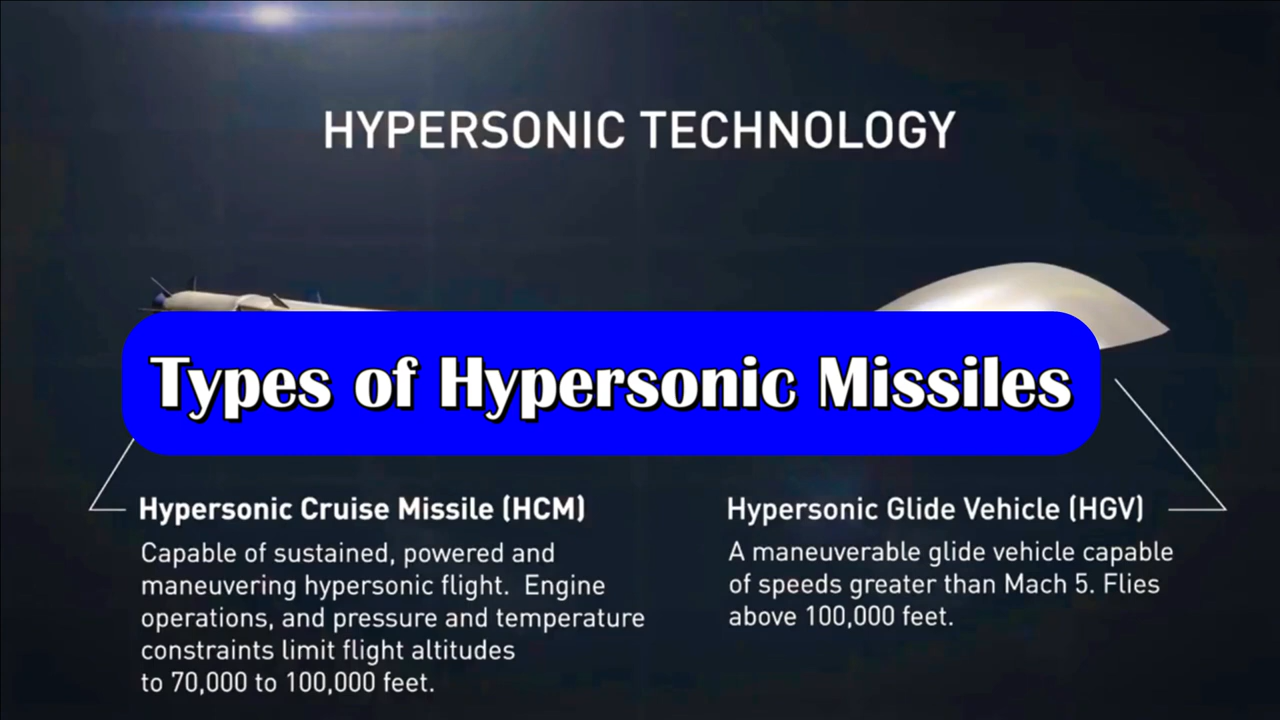 HYPERSONIC TECHNOLOGY
Types of Hypersonic Missiles
Hypersonic Cruise Missile (HCM)
Capable of sustained, powered and
maneuvering hypersonic flight.  Engine
operations, and pressure and temperature
constraints limit flight altitudes
to 70,000 to 100,000 feet.
Hypersonic Glide Vehicle (HGV)
A maneuverable glide vehicle capable
of speeds greater than Mach 5. Flies
above 100,000 feet.